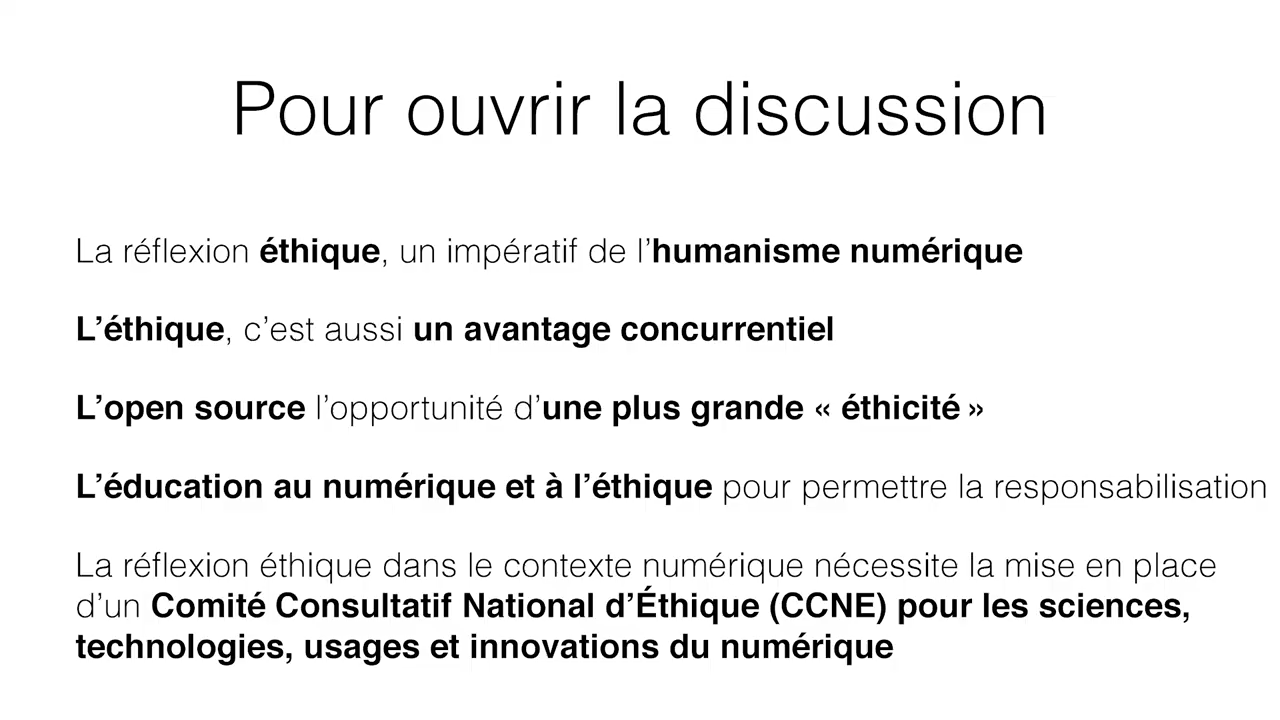 Pour ouvrir la discussion
La réflexion éthique, un impératif de l’humanisme numérique
L’éthique, c’est aussi un avantage concurrentiel
L’open source l’opportunité d’une plus grande « éthicité »
L’éducation au numérique et à l’éthique pour permettre la responsabilisation
La réflexion éthique dans le contexte numérique nécessite la mise en place
d’un Comité Consultatif National d’Éthique (CCNE) pour les sciences,
technologies, usages et innovations du numérique